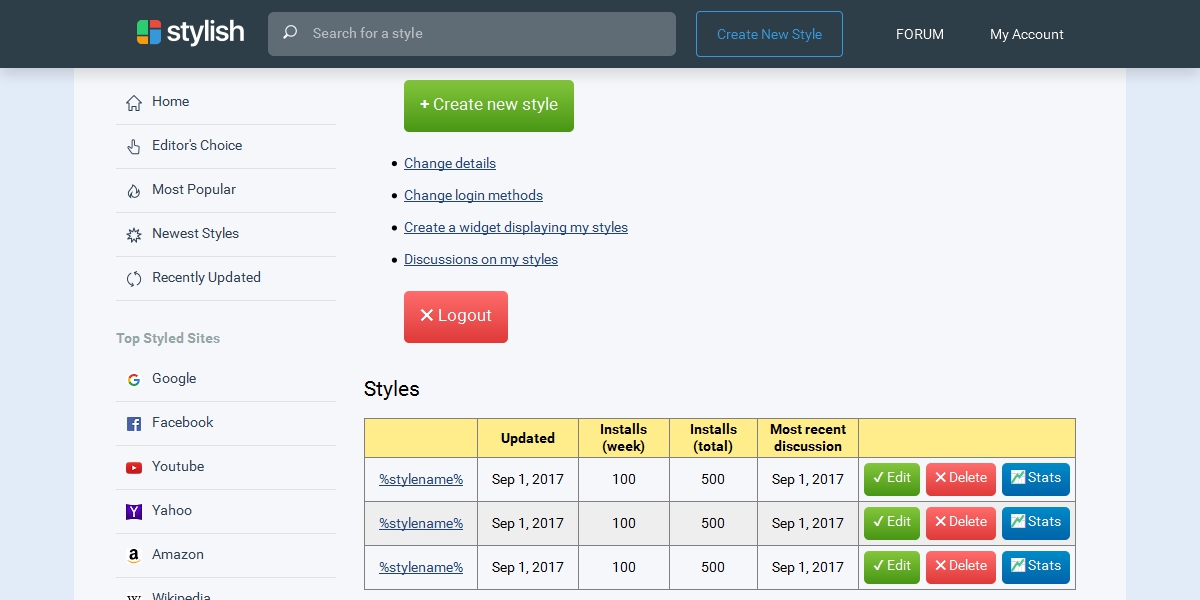 stylish
Search for a style
Create New Style
FORUM
My Account
Home
Editor's Choice
Most Popular
Newest Styles
Recently Updated
Top Styled Sites
Google
Facebook
Youtube
Yahoo
Amazon
Wikipedia
+ Create new style
Change details
Change login methods
Create a widget displaying my styles
Discussions on my styles
✕ Logout
Styles
Updated Installs (week) Installs (total) Most recent discussion
%stylename% Sep 1, 2017 100 500 Sep 1, 2017 ✓ Edit ✕ Delete Stats
%stylename% Sep 1, 2017 100 500 Sep 1, 2017 ✓ Edit ✕ Delete Stats
%stylename% Sep 1, 2017 100 500 Sep 1, 2017 ✓ Edit ✕ Delete Stats